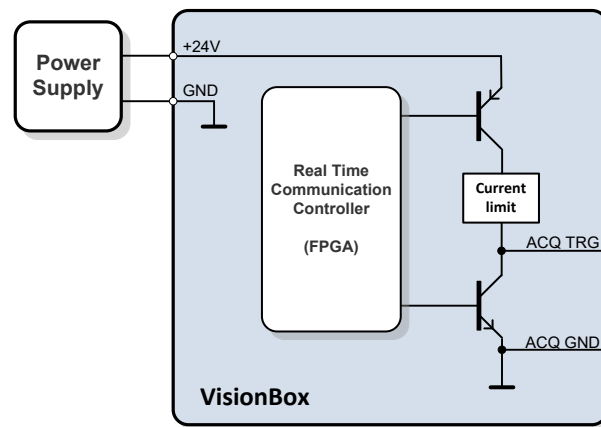 Power
Supply
+24V
GND
Real Time
Communication
Controller
(FPGA)
Current
limit
ACQ TRG
ACQ GND
VisionBox